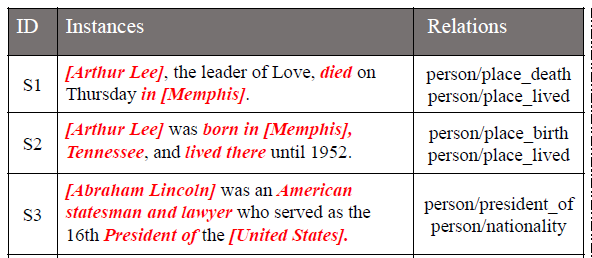 ID Instances Relations
S1 [Arthur Lee], the leader of Love, died on Thursday in [Memphis]. person/place_death person/place_lived
S2 [Arthur Lee] was born in [Memphis], Tennessee, and lived there until 1952. person/place_birth person/place_lived
S3 [Abraham Lincoln] was an American statesman and lawyer who served as the 16th President of the [United States]. person/president_of person/nationality